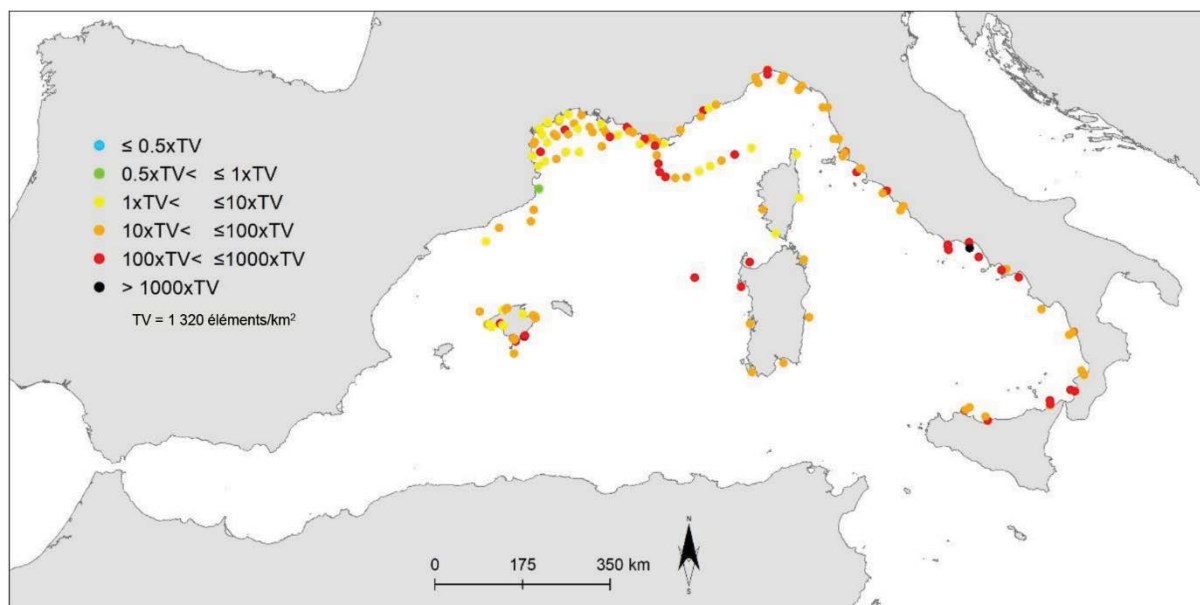 ≤ 0.5xTV
0.5xTV< ≤ 1xTV
1xTV< ≤10xTV
10xTV< ≤100xTV
100xTV< ≤1000xTV
> 1000xTV
TV = 1 320 éléments/km²
N
S
0 175 350 km